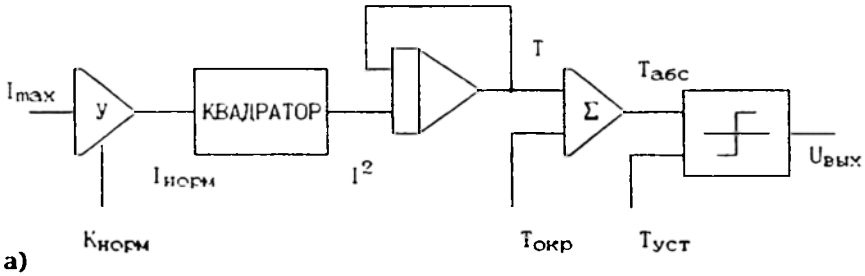 T
Tабс
Imax
У
КВАДРАТОР
Σ
Iнорм
I²
Uвых
Kнорм
Tокр
Tуст
а)